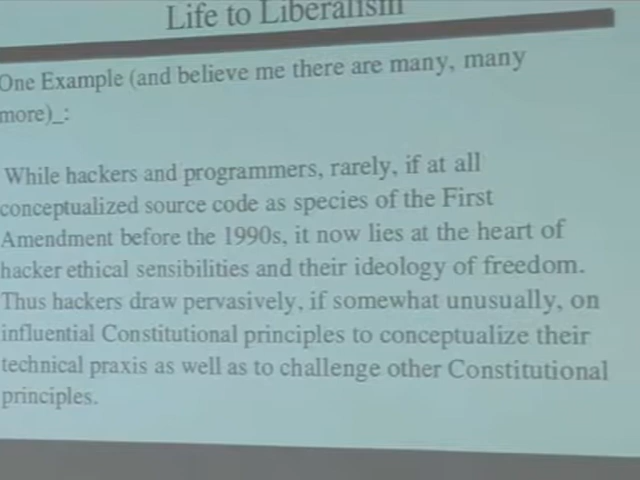 Life to Liberalism
One Example (and believe me there are many, many
more)_:
While hackers and programmers, rarely, if at all
conceptualized source code as species of the First
Amendment before the 1990s, it now lies at the heart of
hacker ethical sensibilities and their ideology of freedom.
Thus hackers draw pervasively, if somewhat unusually, on
influential Constitutional principles to conceptualize their
technical praxis as well as to challenge other Constitutional
principles.